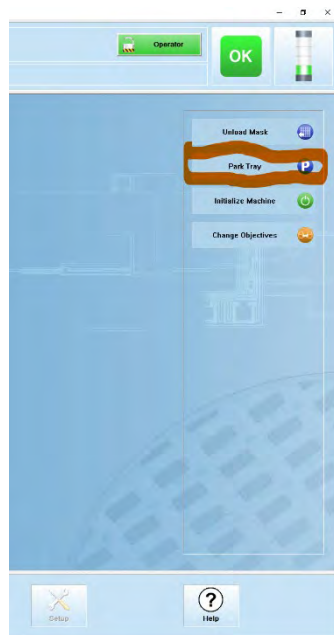 Operator
OK
Unload Mask
Park Tray
P
Initialize Machine
Change Objectives
Setup
?
Help